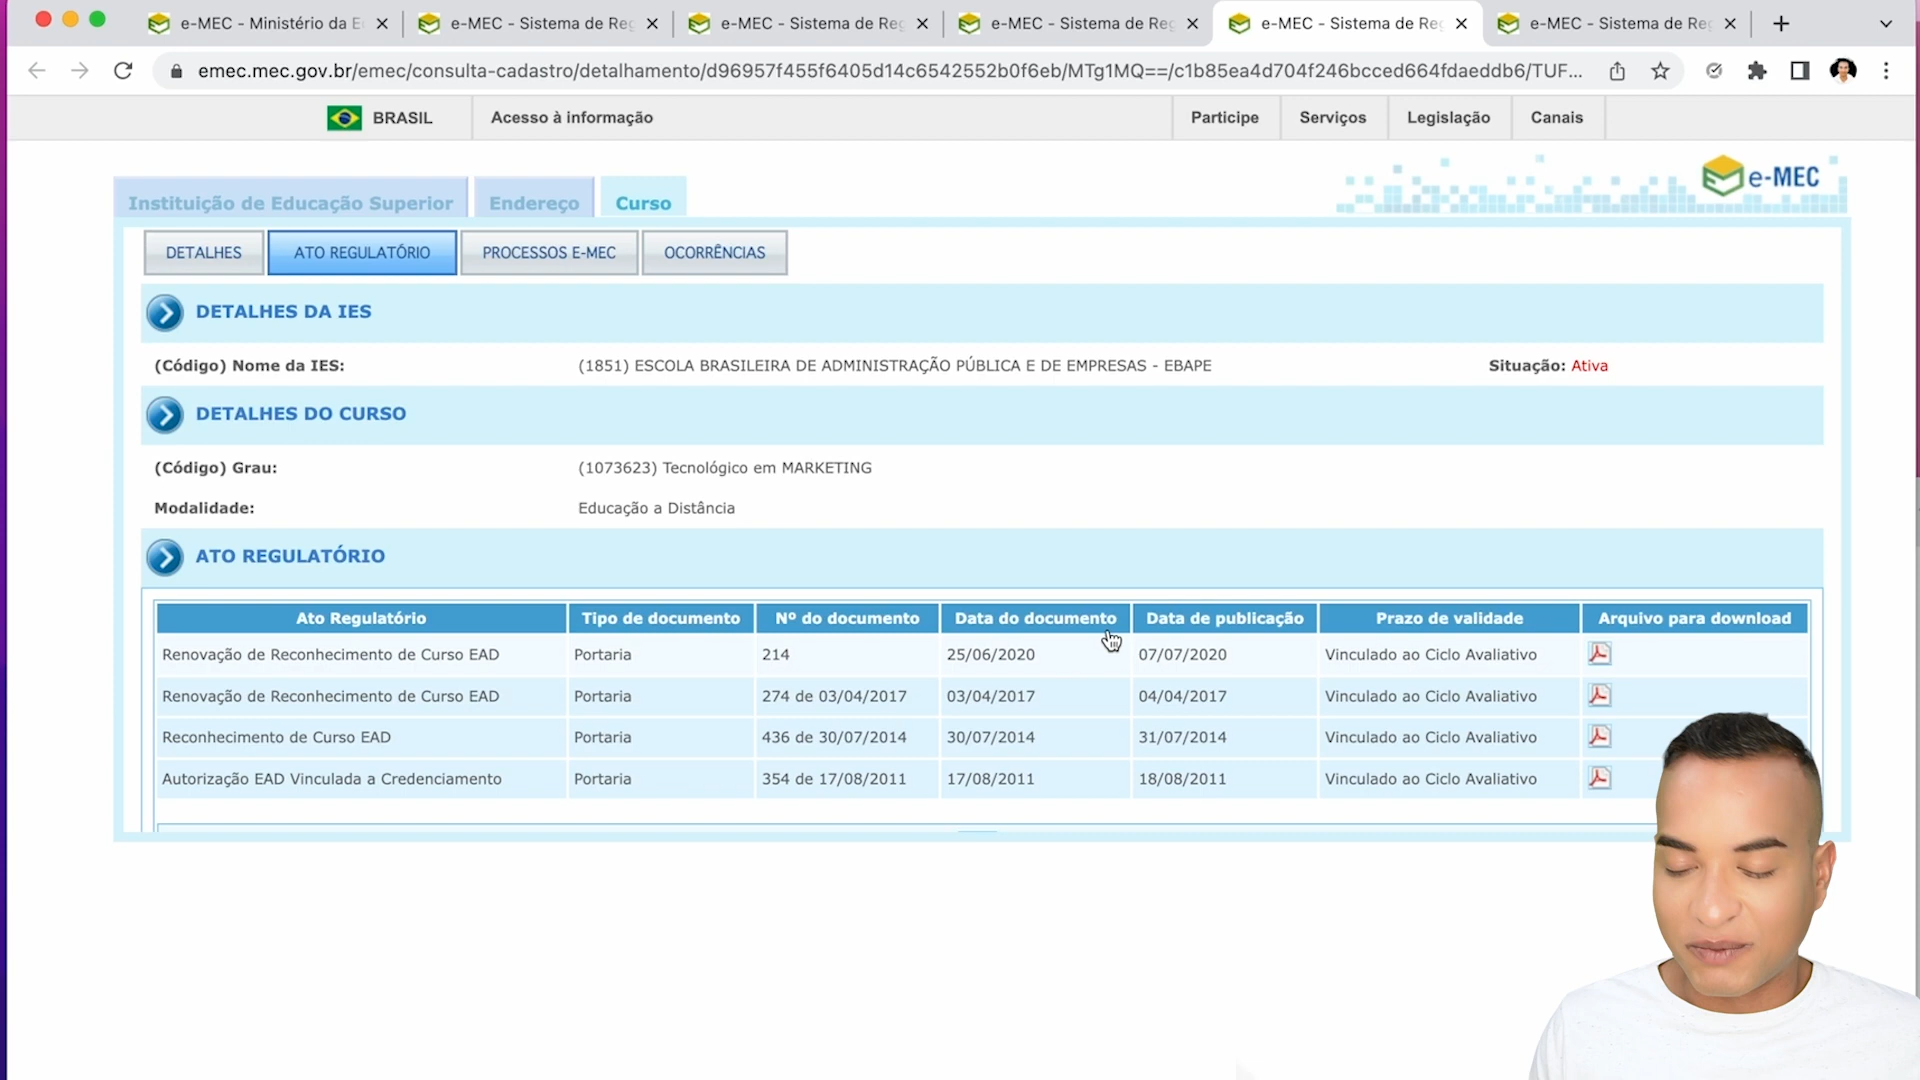 e-MEC - Ministério da E
e-MEC - Sistema de Reg
e-MEC - Sistema de Reg
e-MEC - Sistema de Reg
e-MEC - Sistema de Re
e-MEC - Sistema de Reg
emec.mec.gov.br/emec/consulta-cadastro/detalhamento/d96957f455f6405d14c6542552b0f6eb/MTg1MQ==/c1b85ea4d704f246bcced664fdaeddb6/TUF...
BRASIL Acesso à informação Participe Serviços Legislação Canais
e-MEC
Instituição de Educação Superior Endereço Curso
DETALHES ATO REGULATÓRIO PROCESSOS E-MEC OCORRÊNCIAS
DETALHES DA IES
(Código) Nome da IES: (1851) ESCOLA BRASILEIRA DE ADMINISTRAÇÃO PÚBLICA E DE EMPRESAS - EBAPE Situação: Ativa
DETALHES DO CURSO
(Código) Grau: (1073623) Tecnológico em MARKETING
Modalidade: Educação a Distância
ATO REGULATÓRIO
Ato Regulatório Tipo de documento Nº do documento Data do documento Data de publicação Prazo de validade Arquivo para download
Renovação de Reconhecimento de Curso EAD Portaria 214 25/06/2020 07/07/2020 Vinculado ao Ciclo Avaliativo
Renovação de Reconhecimento de Curso EAD Portaria 274 de 03/04/2017 03/04/2017 04/04/2017 Vinculado ao Ciclo Avaliativo
Reconhecimento de Curso EAD Portaria 436 de 30/07/2014 30/07/2014 31/07/2014 Vinculado ao Ciclo Avaliativo
Autorização EAD Vinculada a Credenciamento Portaria 354 de 17/08/2011 17/08/2011 18/08/2011 Vinculado ao Ciclo Avaliativo